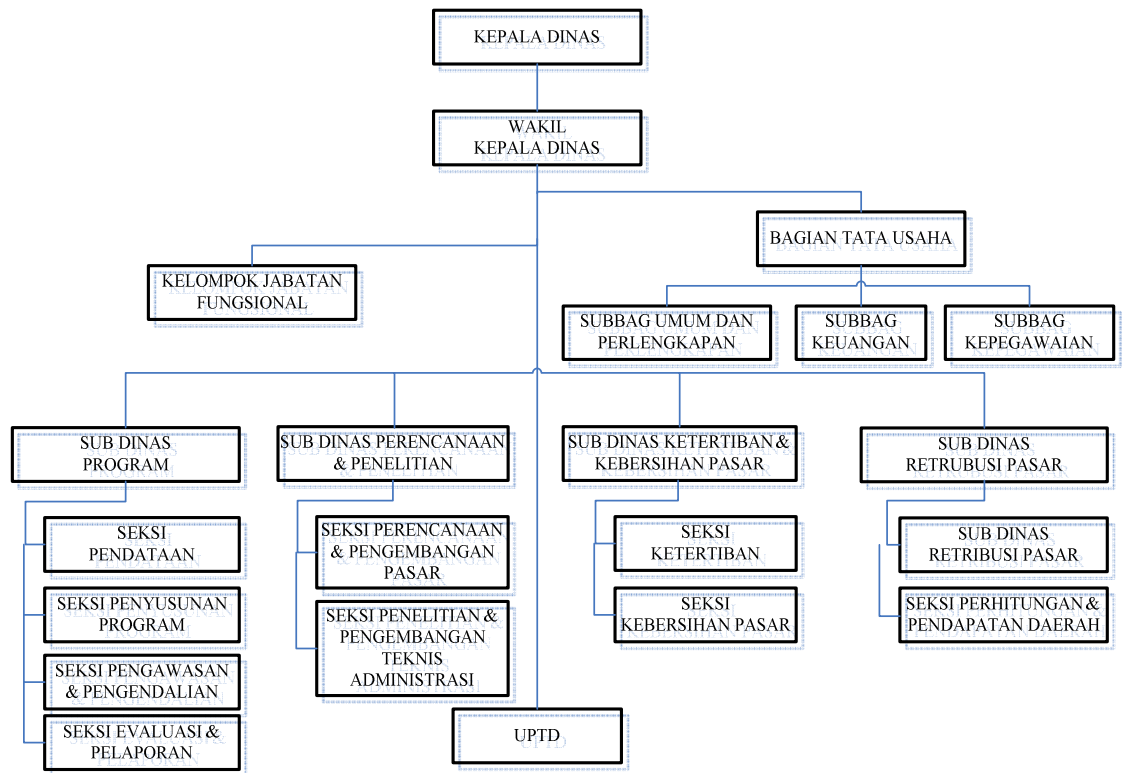 KEPALA DINAS
WAKIL
KEPALA DINAS
BAGIAN TATA USAHA
KELOMPOK JABATAN
FUNGSIONAL
SUBBAG UMUM DAN
PERLENGKAPAN
SUBBAG
KEUANGAN
SUBBAG
KEPEGAWAIAN
SUB DINAS
PROGRAM
SUB DINAS PERENCANAAN
& PENELITIAN
SUB DINAS KETERTIBAN &
KEBERSIHAN PASAR
SUB DINAS
RETRUBUSI PASAR
SEKSI
PENDATAAN
SEKSI PENYUSUNAN
PROGRAM
SEKSI PENGAWASAN
& PENGENDALIAN
SEKSI EVALUASI &
PELAPORAN
SEKSI PERENCANAAN
& PENGEMBANGAN
PASAR
SEKSI PENELITIAN &
PENGEMBANGAN
TEKNIS
ADMINISTRASI
SEKSI
KETERTIBAN
SEKSI
KEBERSIHAN PASAR
SUB DINAS
RETRIBUSI PASAR
SEKSI PERHITUNGAN &
PENDAPATAN DAERAH
UPTD